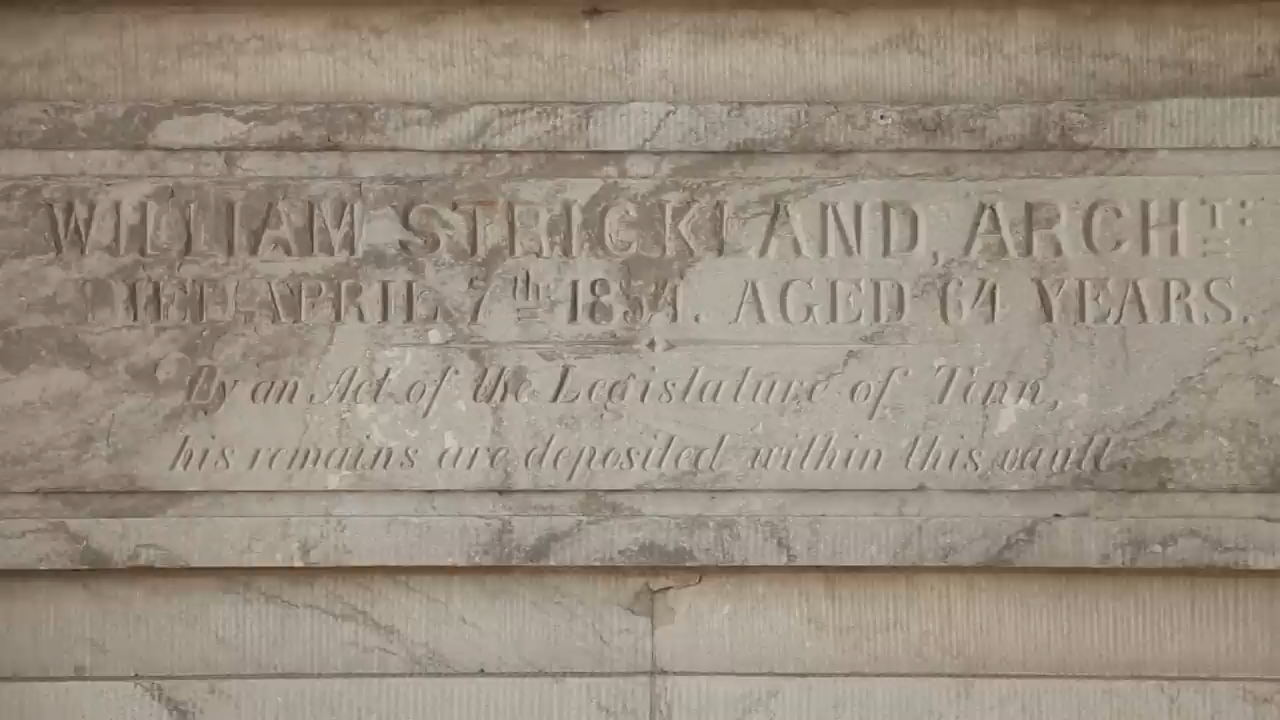 WILLIAM STRICKLAND, ARCHT:
DIED APRIL 7th 1854. AGED 64 YEARS.
By an Act of the Legislature of Tenn,
his remains are deposited within this vault.